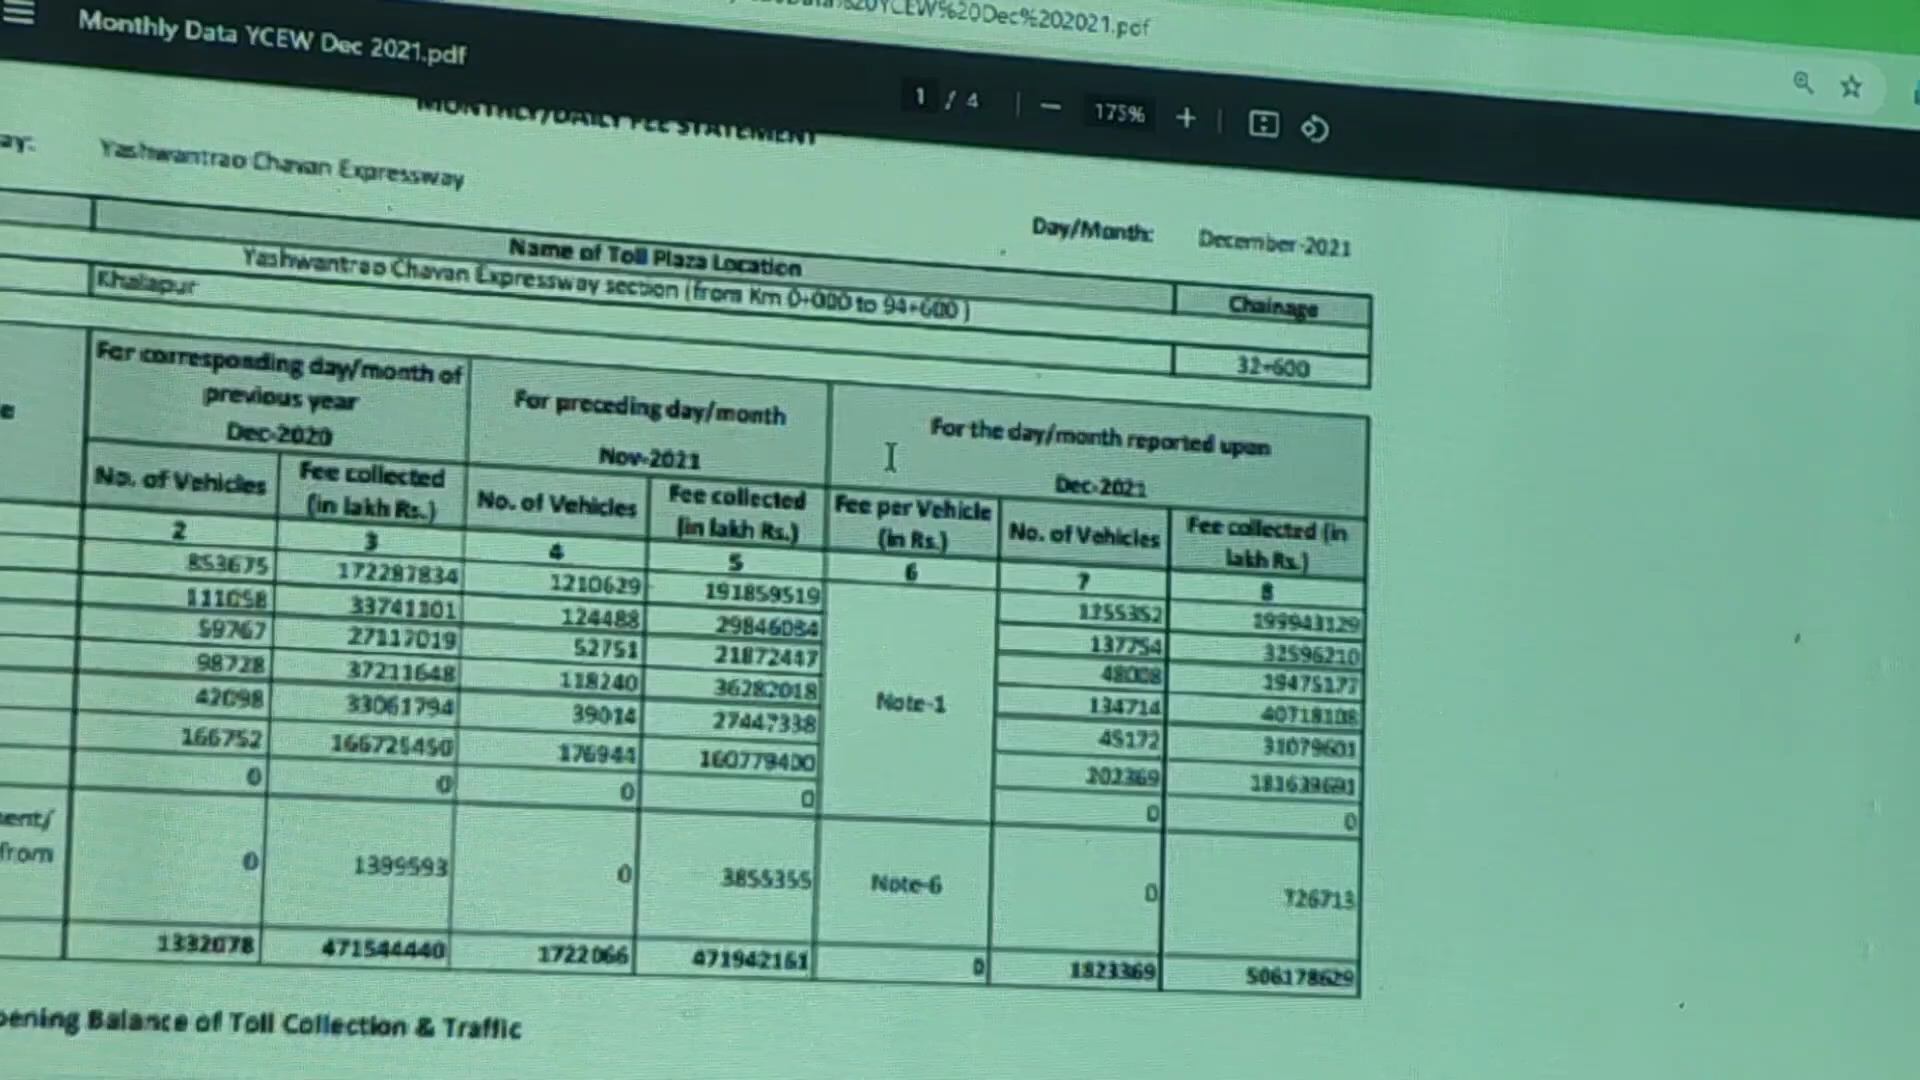 YCEW%20Dec%202021.pdf
Monthly Data YCEW Dec 2021.pdf
1 / 4 175%
MONTHLY/DAILY FEE STATEMENT
ay: Yashwantrao Chavan Expressway
Day/Month: December-2021
Name of Toll Plaza Location Chainage
Yashwantrao Chavan Expressway section (from Km 0+000 to 94+600 )
Khalapur 32+600
For corresponding day/month of previous year Dec-2020
For preceding day/month Nov-2021
For the day/month reported upon Dec-2021
e
No. of Vehicles Fee collected (in lakh Rs.) No. of Vehicles Fee collected (in lakh Rs.) Fee per Vehicle (in Rs.) No. of Vehicles Fee collected (in lakh Rs.)
2 3 4 5 6 7 8
853675 172287834 1210629 191859519 1255352 199943129
111058 33741101 124488 29846084 137754 32596210
59767 27117019 52751 21872447 48008 19475177
98728 37211648 118240 36282018 Note-1 134714 40718108
42098 33061794 39014 27447338 45172 31079601
166752 166725450 176944 160779400 202369 181639691
0 0 0 0 0 0
ment/
from
0 1399593 0 3855355 Note-6 0 726713
1332078 471544440 1722066 471942161 0 1823369 506178629
pening Balance of Toll Collection & Traffic